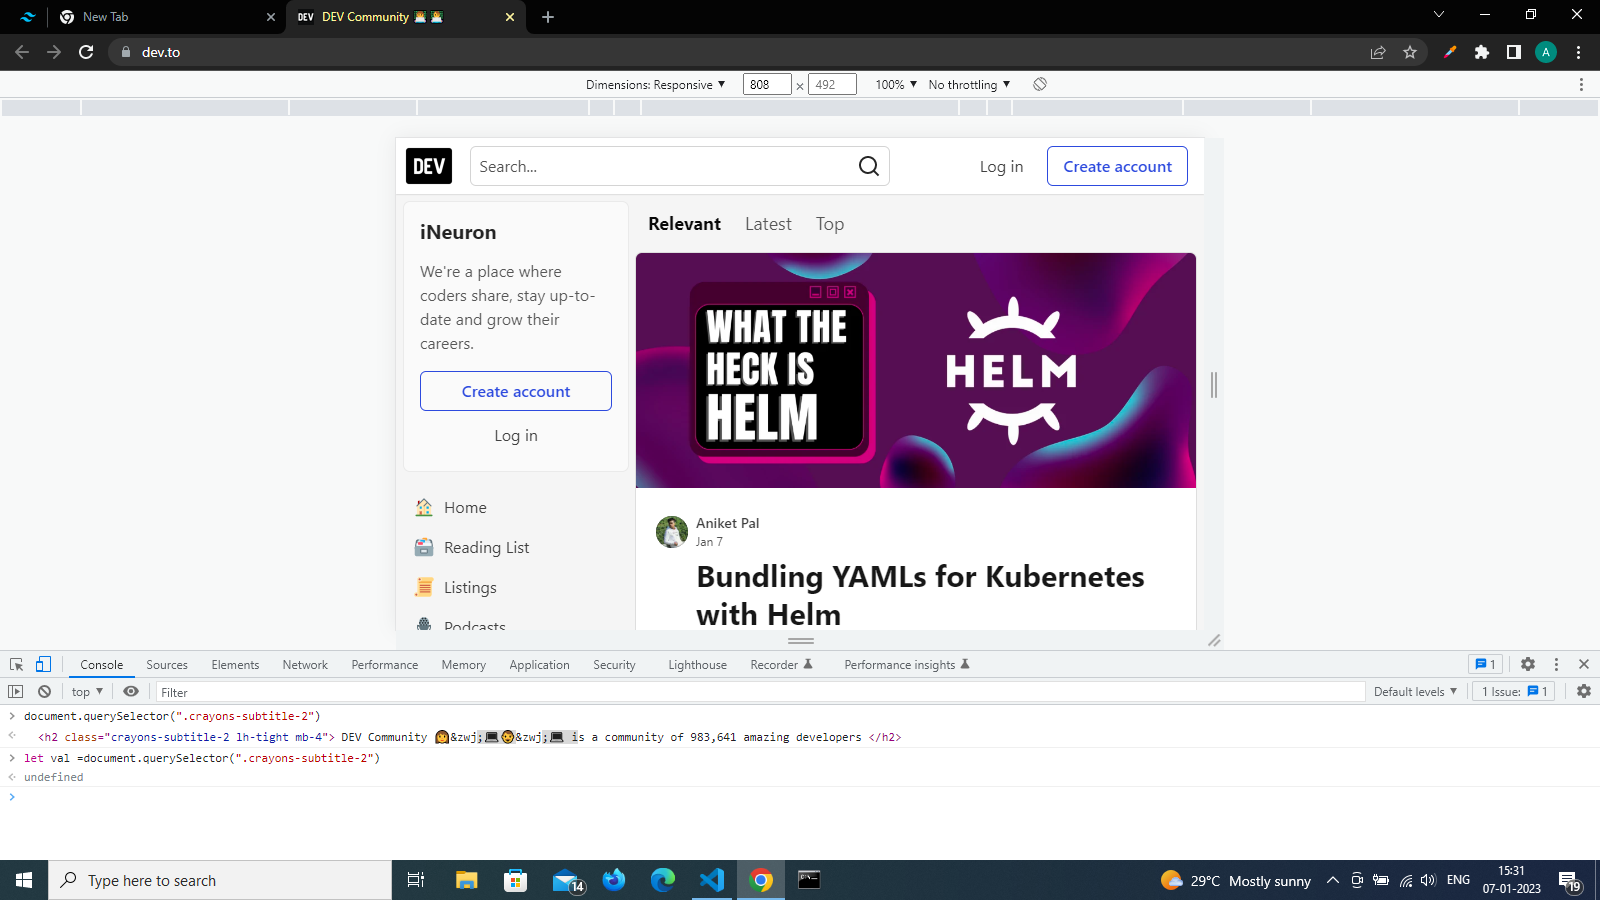 New Tab
DEV DEV Community 👩‍💻👨‍💻
dev.to
A
Dimensions: Responsive ▼ 808 × 492 100% ▼ No throttling ▼
DEV Search... Log in Create account
iNeuron
We're a place where
coders share, stay up-to-
date and grow their
careers.
Create account
Log in
Home
Reading List
Listings
Podcasts
Relevant Latest Top
WHAT THE
HECK IS
HELM
HELM
Aniket Pal
Jan 7
Bundling YAMLs for Kubernetes
with Helm
Console Sources Elements Network Performance Memory Application Security Lighthouse Recorder Performance insights 1
top ▼ Filter Default levels ▼ 1 Issue: 1
> document.querySelector(".crayons-subtitle-2")
<h2 class="crayons-subtitle-2 lh-tight mb-4"> DEV Community 👩&zwj;💻👨&zwj;💻 is a community of 983,641 amazing developers </h2>
> let val =document.querySelector(".crayons-subtitle-2")
undefined
>
Type here to search 14 29°C Mostly sunny ENG 15:31
07-01-2023 19